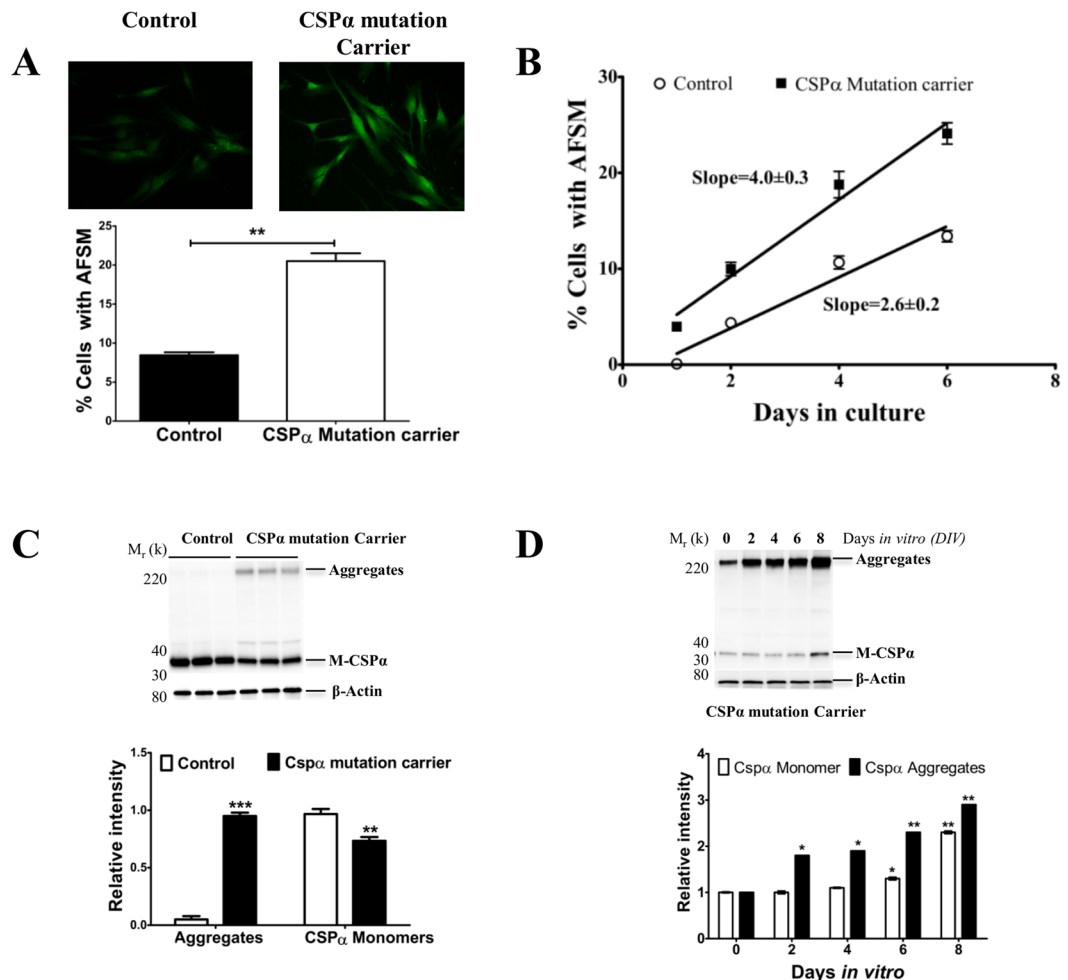 Control
CSPα mutation
Carrier
A
% Cells with AFSM
25
20
15
10
5
0
**
Control
CSPα Mutation carrier
B
% Cells with AFSM
30
20
10
0
Control
CSPα Mutation carrier
Slope=4.0±0.3
Slope=2.6±0.2
0 2 4 6 8
Days in culture
C
Control CSPα mutation Carrier
Mr (k)
220
Aggregates
40
M-CSPα
30
80
β-Actin
Relative intensity
1.5
1.0
0.5
0.0
Control
Cspα mutation carrier
***
**
Aggregates
CSPα Monomers
D
Mr (k) 0 2 4 6 8 Days in vitro (DIV)
220
Aggregates
40
30
M-CSPα
80
β-Actin
CSPα mutation Carrier
Relative intensity
4
3
2
1
0
Cspα Monomer
Cspα Aggregates
*
*
* **
** **
0 2 4 6 8
Days in vitro